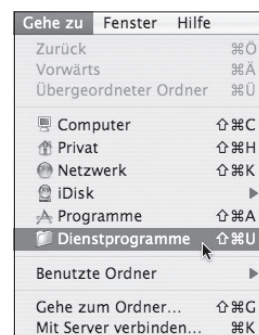 Gehe zu Fenster Hilfe
Zurück ⌘Ö
Vorwärts ⌘Ä
Übergeordneter Ordner ⌘Ü
Computer ⇧⌘C
Privat ⇧⌘H
Netzwerk ⇧⌘K
iDisk ▶
Programme ⇧⌘A
Dienstprogramme ⇧⌘U
Benutzte Ordner ▶
Gehe zum Ordner... ⇧⌘G
Mit Server verbinden... ⌘K